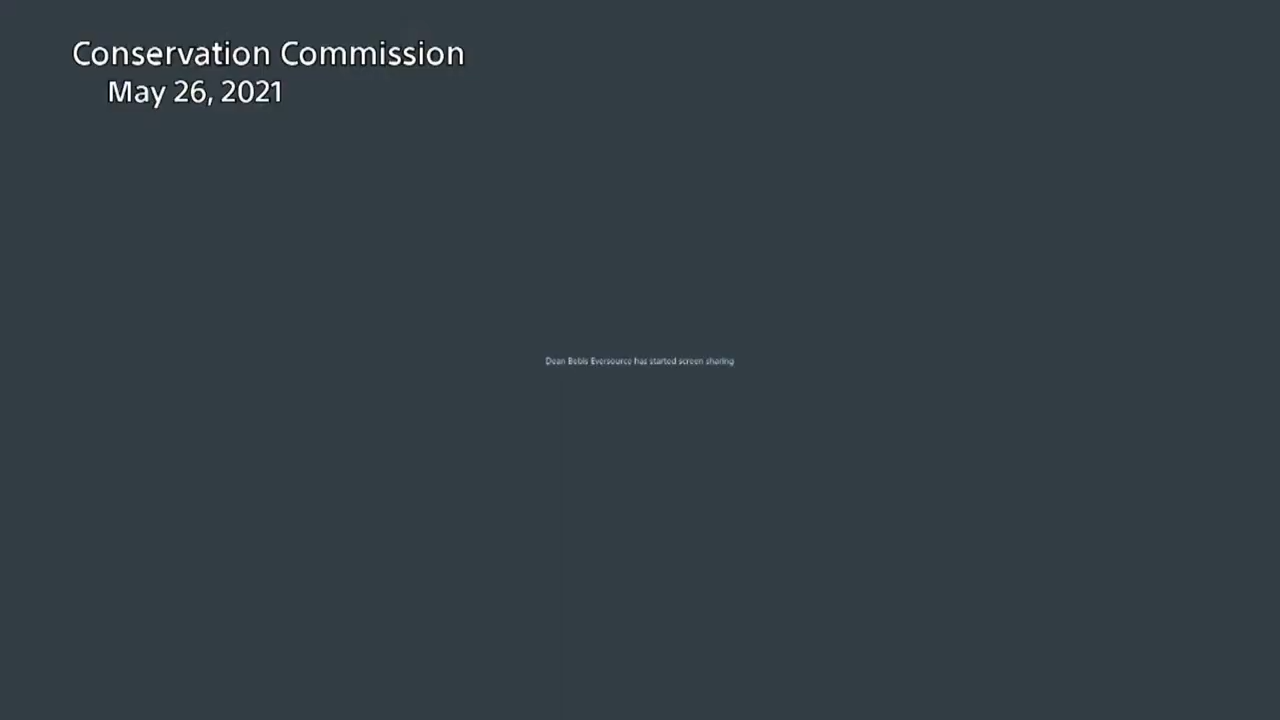 Conservation Commission
May 26, 2021
Dean Bebis Eversource has started screen sharing